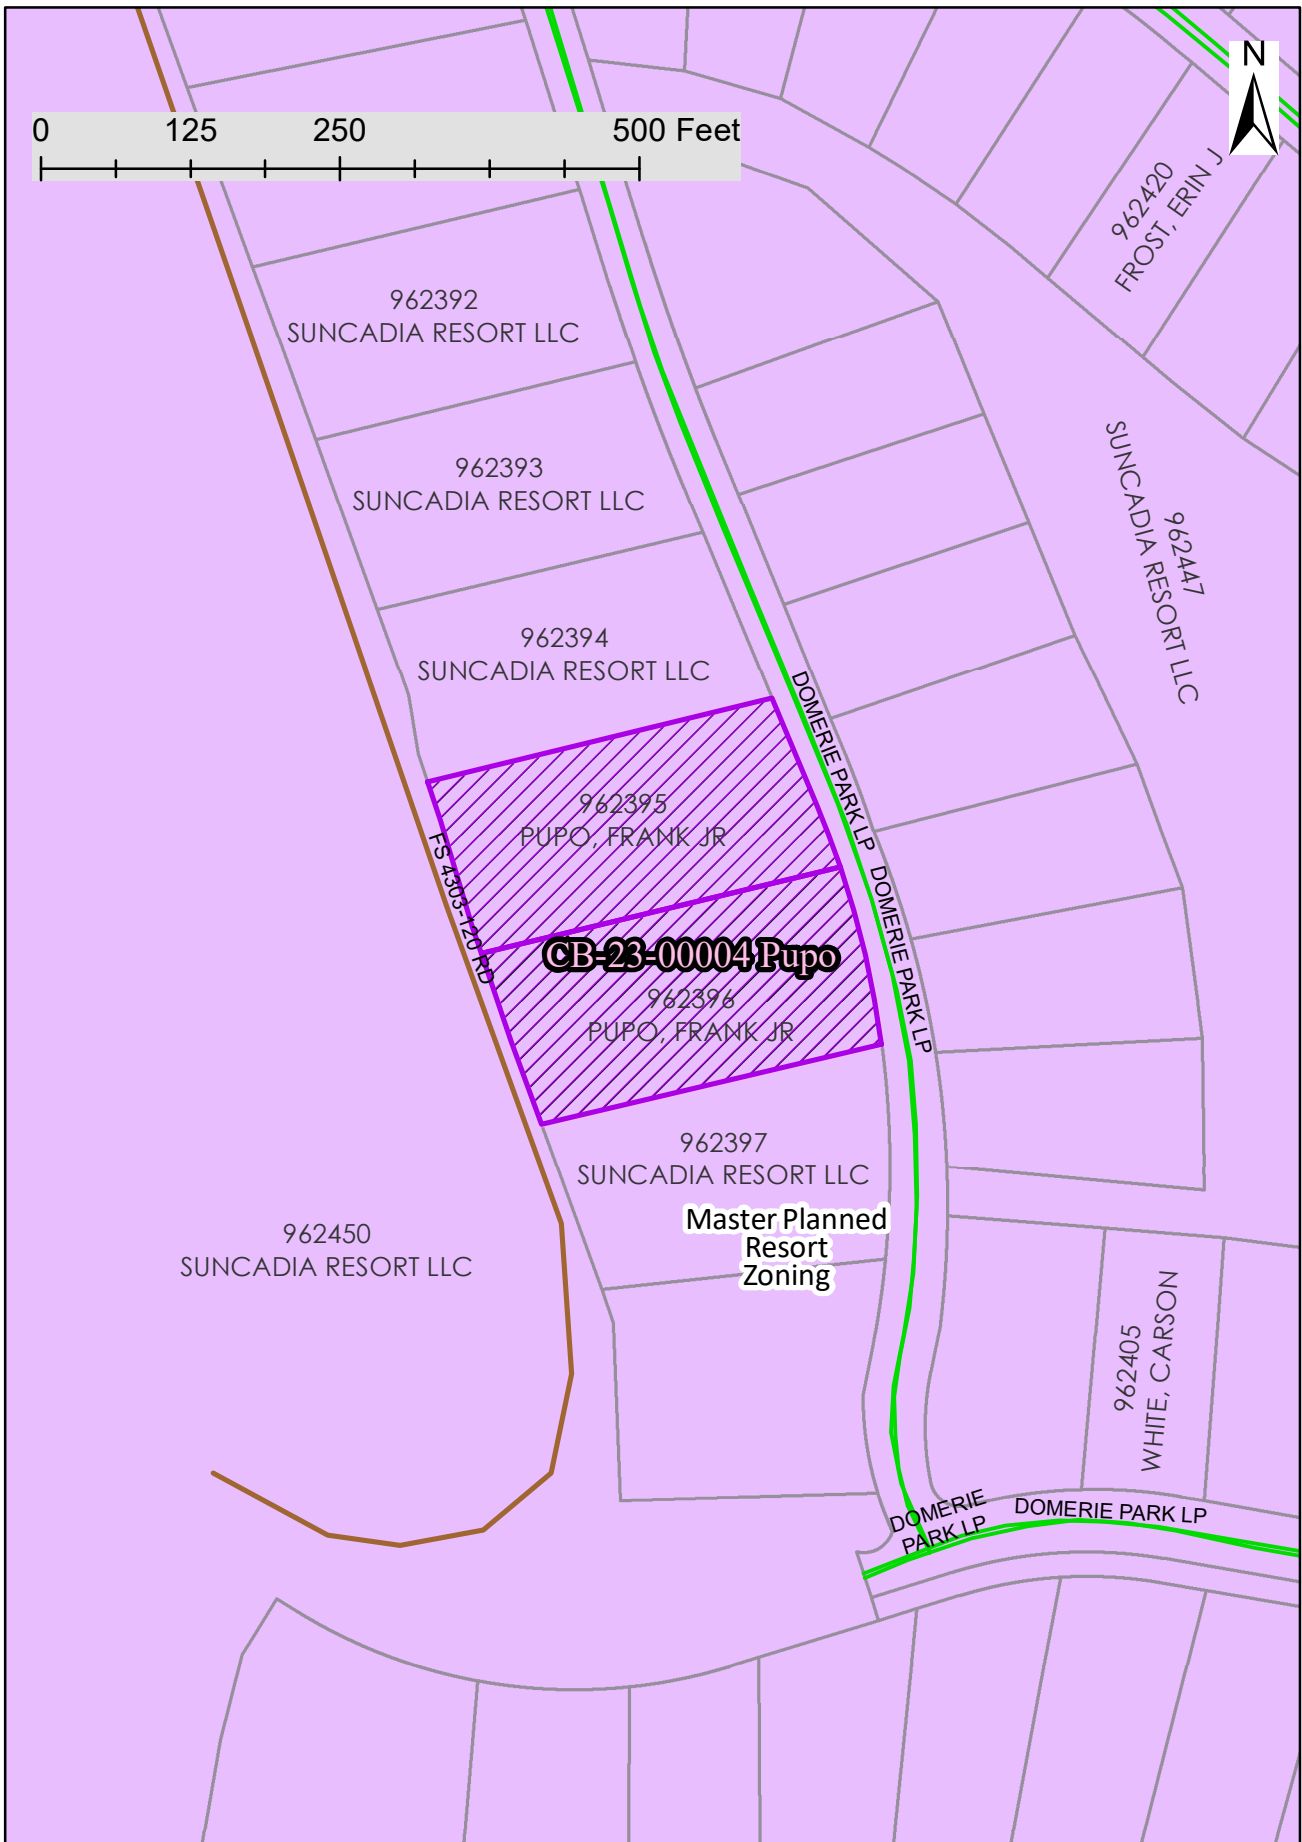 N
0 125 250 500 Feet
962420
FROST, ERIN J
962392
SUNCADIA RESORT LLC
962393
SUNCADIA RESORT LLC
962447
SUNCADIA RESORT LLC
962394
SUNCADIA RESORT LLC
DOMERIE PARK LP
962395
PUPO, FRANK JR
FS 4303-120 RD
DOMERIE PARK LP
CB-23-00004 Pupo
962396
PUPO, FRANK JR
962397
SUNCADIA RESORT LLC
Master Planned
Resort
Zoning
962450
SUNCADIA RESORT LLC
962405
WHITE, CARSON
DOMERIE
PARK LP
DOMERIE PARK LP